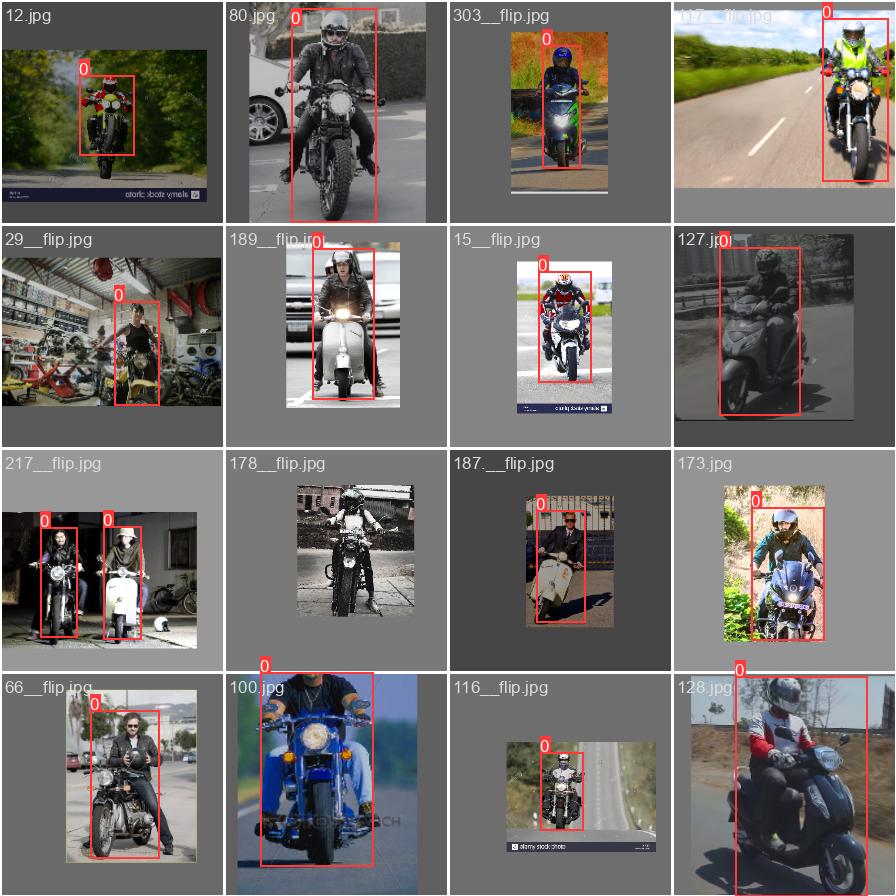 12.jpg
80.jpg
303__flip.jpg
117__flip.jpg
0
0
0
0
alamy stock photo
29__flip.jpg
189__flip.jpg
15__flip.jpg
127.jpg
0
0
0
0
alamy stock photo
217__flip.jpg
178__flip.jpg
187.__flip.jpg
173.jpg
0
0
0
0
66__flip.jpg
100.jpg
116__flip.jpg
128.jpg
0
0
0
0
alamy stock photo